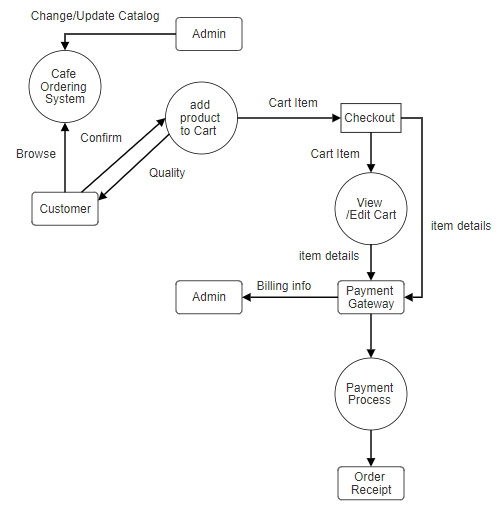 Change/Update Catalog
Admin
Cafe
Ordering
System
add
product
to Cart
Cart Item
Checkout
Confirm
Browse
Cart Item
Quality
Customer
View
/Edit Cart
item details
item details
Billing info
Admin
Payment
Gateway
Payment
Process
Order
Receipt